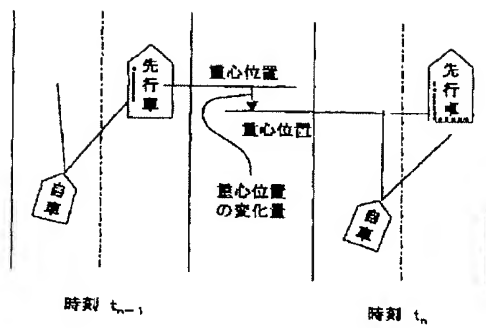 先行車
重心位置
先行車
重心位置
自車
重心位置
の変化量
自車
時刻 tn-1
時刻 tn